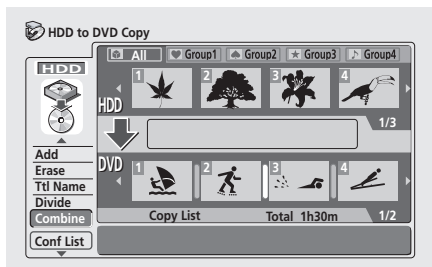 HDD to DVD Copy
All Group1 Group2 Group3 Group4
HDD
1 2 3 4
HDD
1/3
Add
Erase
Ttl Name
Divide
Combine
Conf List
DVD
1 2 3 4
Copy List Total 1h30m 1/2